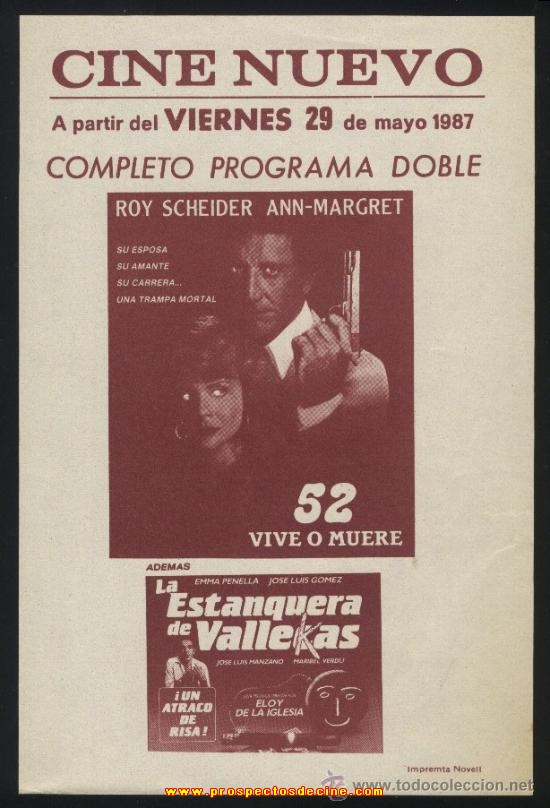 CINE NUEVO
A partir del VIERNES 29 de mayo 1987
COMPLETO PROGRAMA DOBLE
ROY SCHEIDER ANN-MARGRET
SU ESPOSA
SU AMANTE
SU CARRERA...
UNA TRAMPA MORTAL
52
VIVE O MUERE
ADEMAS
EMMA PENELLA JOSE LUIS GOMEZ
La Estanquera
de Vallekas
JOSE LUIS MANZANO MARIBEL VERDU
¡UN
ATRACO
DE
RISA!
ELOY
DE LA IGLESIA
Impremta Novell
www.prospectosdecine.com
todocoleccion.net